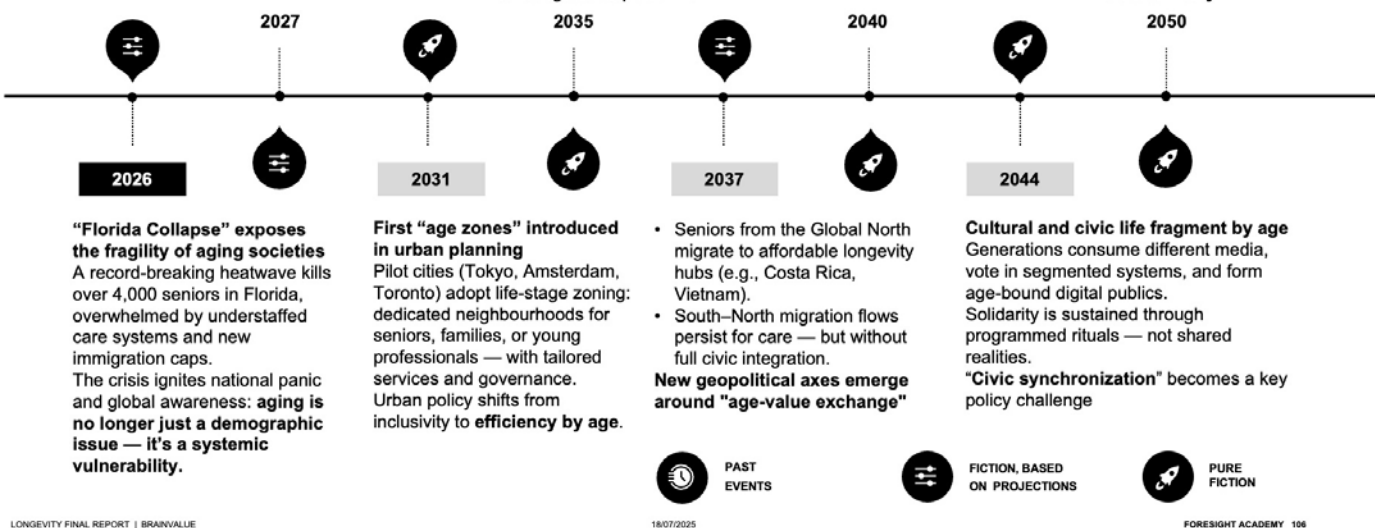 2027
2035
2040
2050
2026
2031
2037
2044
“Florida Collapse” exposes
the fragility of aging societies
A record-breaking heatwave kills
over 4,000 seniors in Florida,
overwhelmed by understaffed
care systems and new
immigration caps.
The crisis ignites national panic
and global awareness: aging is
no longer just a demographic
issue — it's a systemic
vulnerability.
First “age zones” introduced
in urban planning
Pilot cities (Tokyo, Amsterdam,
Toronto) adopt life-stage zoning:
dedicated neighbourhoods for
seniors, families, or young
professionals — with tailored
services and governance.
Urban policy shifts from
inclusivity to efficiency by age.
• Seniors from the Global North
migrate to affordable longevity
hubs (e.g., Costa Rica,
Vietnam).
• South–North migration flows
persist for care — but without
full civic integration.
New geopolitical axes emerge
around "age-value exchange"
Cultural and civic life fragment by age
Generations consume different media,
vote in segmented systems, and form
age-bound digital publics.
Solidarity is sustained through
programmed rituals — not shared
realities.
“Civic synchronization” becomes a key
policy challenge
PAST
EVENTS
FICTION, BASED
ON PROJECTIONS
PURE
FICTION
LONGEVITY FINAL REPORT | BRAINVALUE
18/07/2025
FORESIGHT ACADEMY 106